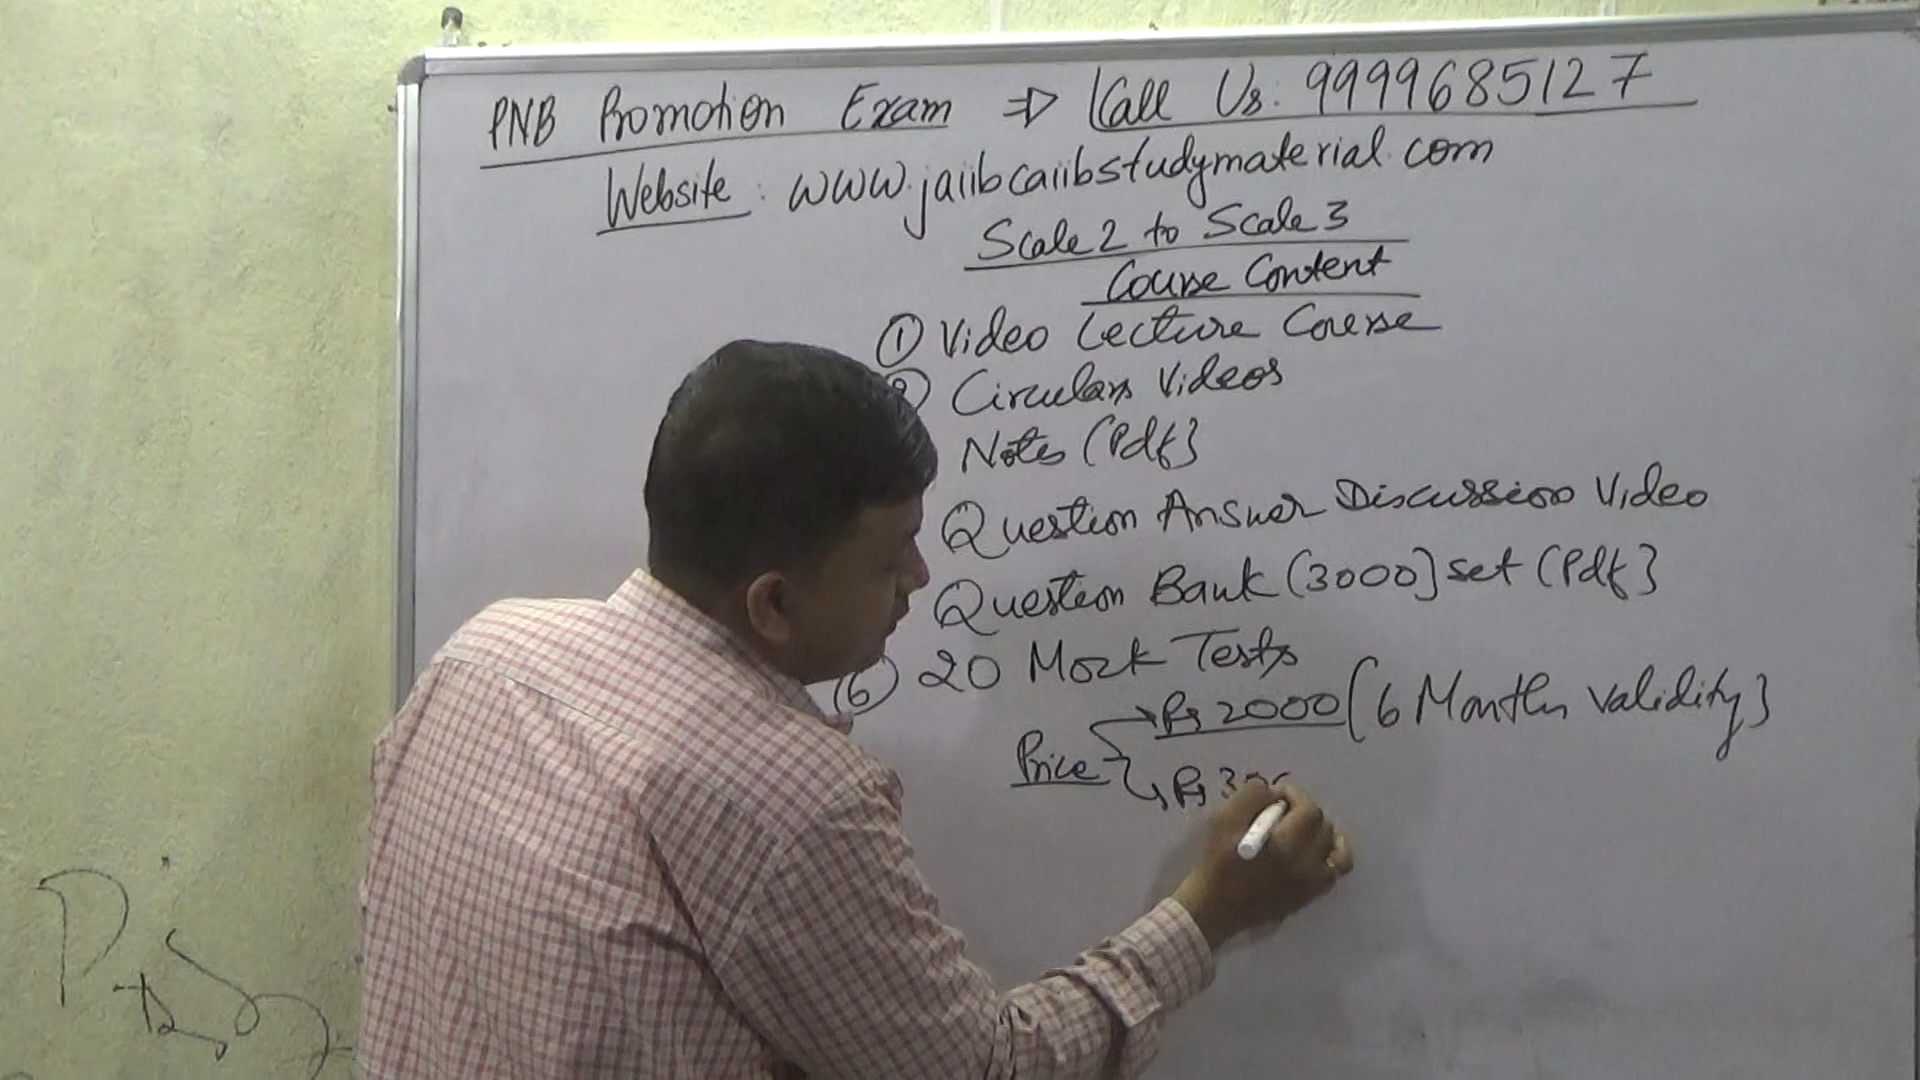 PNB Promotion Exam ⇒ Call Us: 9999685127
Website: www.jaiibcaiibstudymaterial.com
Scale 2 to Scale 3
Course Content
① Video Lecture Course
Circulars Videos
Notes (Pdf)
Question Answer Discussion Video
Question Bank (3000) set (Pdf)
⑥ 20 Mock Tests
Rs 2000 (6 Months Validity)
Price
Rs